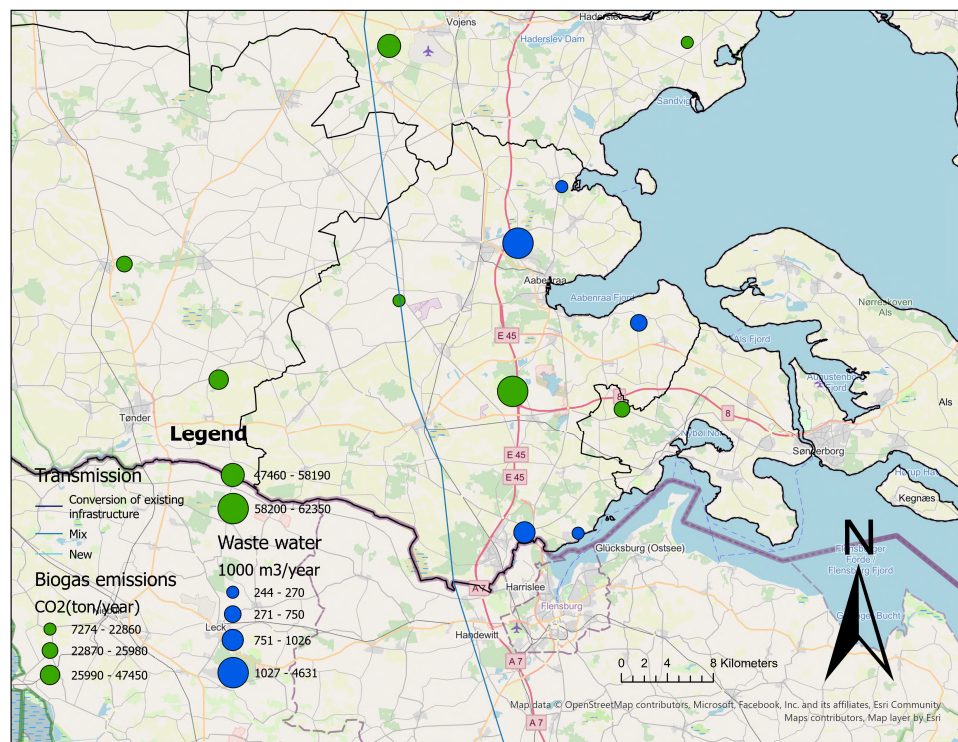 Vojens
Haderslev
Haderslev Dam
Sandvig
Aabenraa
Aabenraa Fjord
Nørreskoven
Als
E 45
Als Fjord
Augustenborg
Fjord
8
8
Als
Tønder
Nybøl Nor
Sønderborg
E 45
E 45
Kegnæs
Legend
Transmission
Conversion of existing
infrastructure
Mix
New
Biogas emissions
CO2(ton/year)
7274 - 22860
22870 - 25980
25990 - 47450
47460 - 58190
58200 - 62350
Waste water
1000 m3/year
244 - 270
271 - 750
751 - 1026
1027 - 4631
Leck
Glücksburg (Ostsee)
Flensburger
Förde /
Flensborg Fjord
N
A 7
Harrislee
Flensburg
Handewitt
A 7
A 7
0 2 4 8 Kilometers
Map data © OpenStreetMap contributors, Microsoft, Facebook, Inc. and its affiliates, Esri Community
Maps contributors, Map layer by Esri